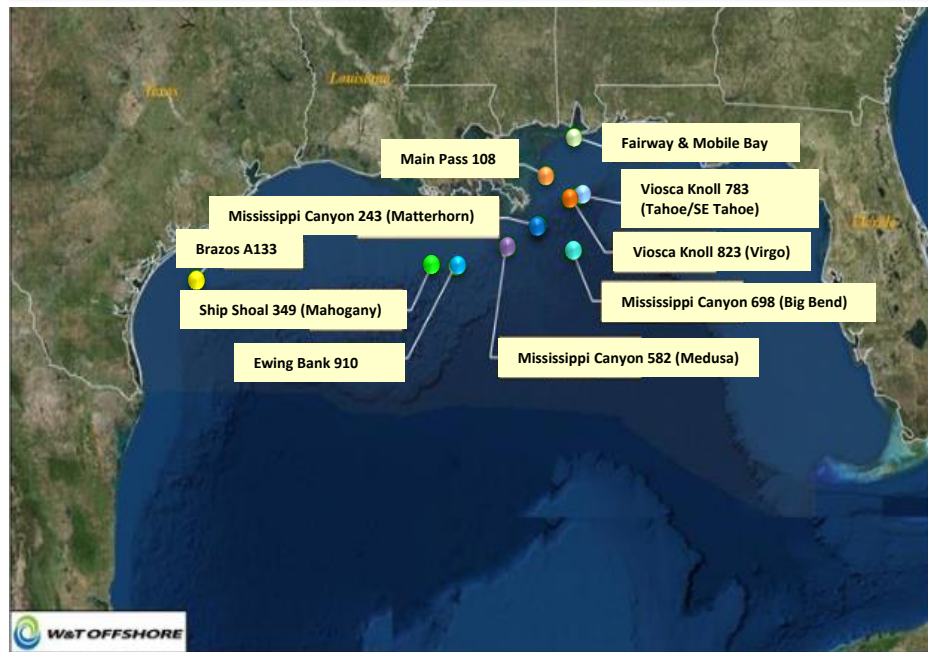 Texas
Louisiana
Fairway & Mobile Bay
Main Pass 108
Viosca Knoll 783
(Tahoe/SE Tahoe)
Mississippi Canyon 243 (Matterhorn)
Florida
Brazos A133
Viosca Knoll 823 (Virgo)
Ship Shoal 349 (Mahogany)
Mississippi Canyon 698 (Big Bend)
Ewing Bank 910
Mississippi Canyon 582 (Medusa)
W&T OFFSHORE